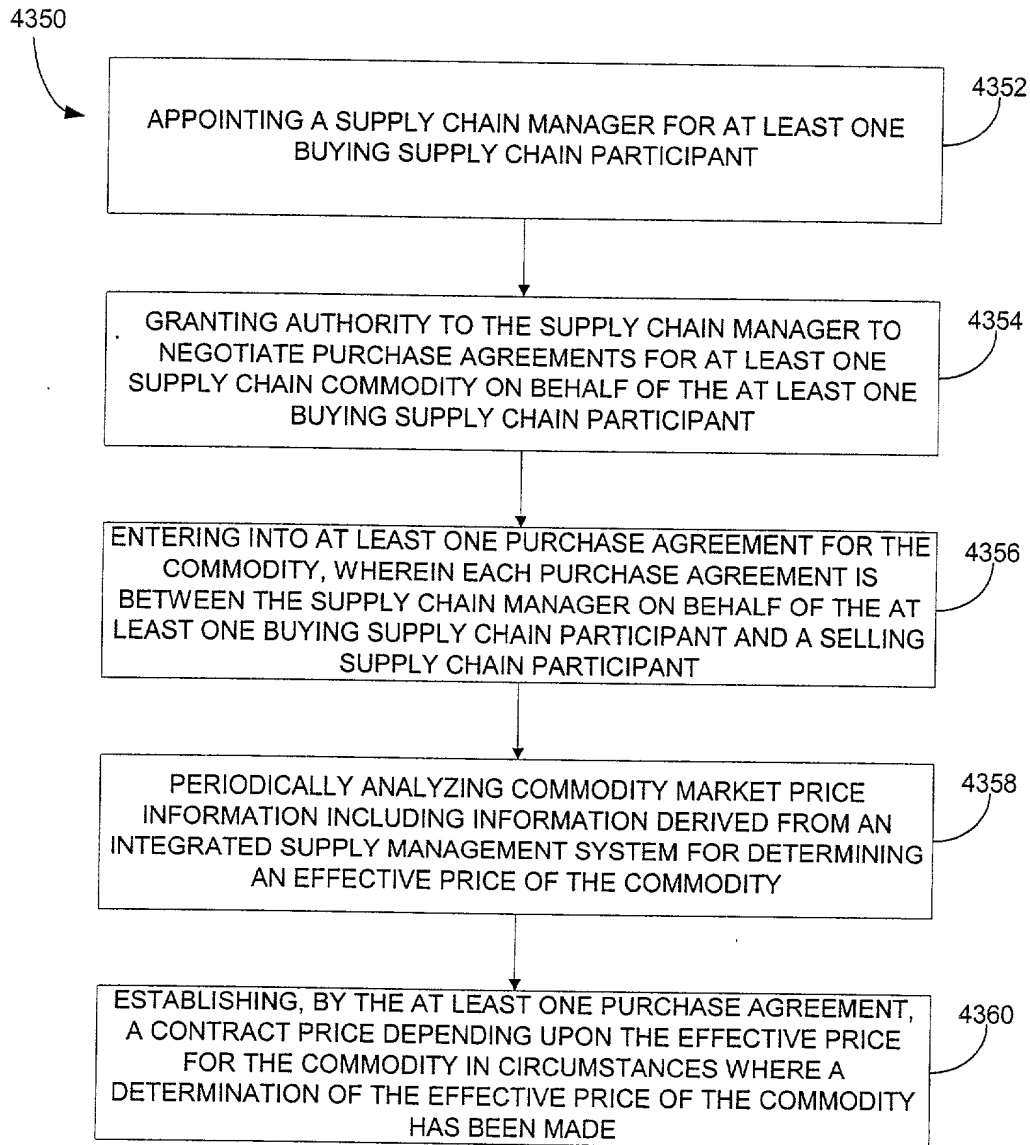 4350
4352
APPOINTING A SUPPLY CHAIN MANAGER FOR AT LEAST ONE
BUYING SUPPLY CHAIN PARTICIPANT
4354
GRANTING AUTHORITY TO THE SUPPLY CHAIN MANAGER TO
NEGOTIATE PURCHASE AGREEMENTS FOR AT LEAST ONE
SUPPLY CHAIN COMMODITY ON BEHALF OF THE AT LEAST ONE
BUYING SUPPLY CHAIN PARTICIPANT
4356
ENTERING INTO AT LEAST ONE PURCHASE AGREEMENT FOR THE
COMMODITY, WHEREIN EACH PURCHASE AGREEMENT IS
BETWEEN THE SUPPLY CHAIN MANAGER ON BEHALF OF THE AT
LEAST ONE BUYING SUPPLY CHAIN PARTICIPANT AND A SELLING
SUPPLY CHAIN PARTICIPANT
4358
PERIODICALLY ANALYZING COMMODITY MARKET PRICE
INFORMATION INCLUDING INFORMATION DERIVED FROM AN
INTEGRATED SUPPLY MANAGEMENT SYSTEM FOR DETERMINING
AN EFFECTIVE PRICE OF THE COMMODITY
4360
ESTABLISHING, BY THE AT LEAST ONE PURCHASE AGREEMENT,
A CONTRACT PRICE DEPENDING UPON THE EFFECTIVE PRICE
FOR THE COMMODITY IN CIRCUMSTANCES WHERE A
DETERMINATION OF THE EFFECTIVE PRICE OF THE COMMODITY
HAS BEEN MADE